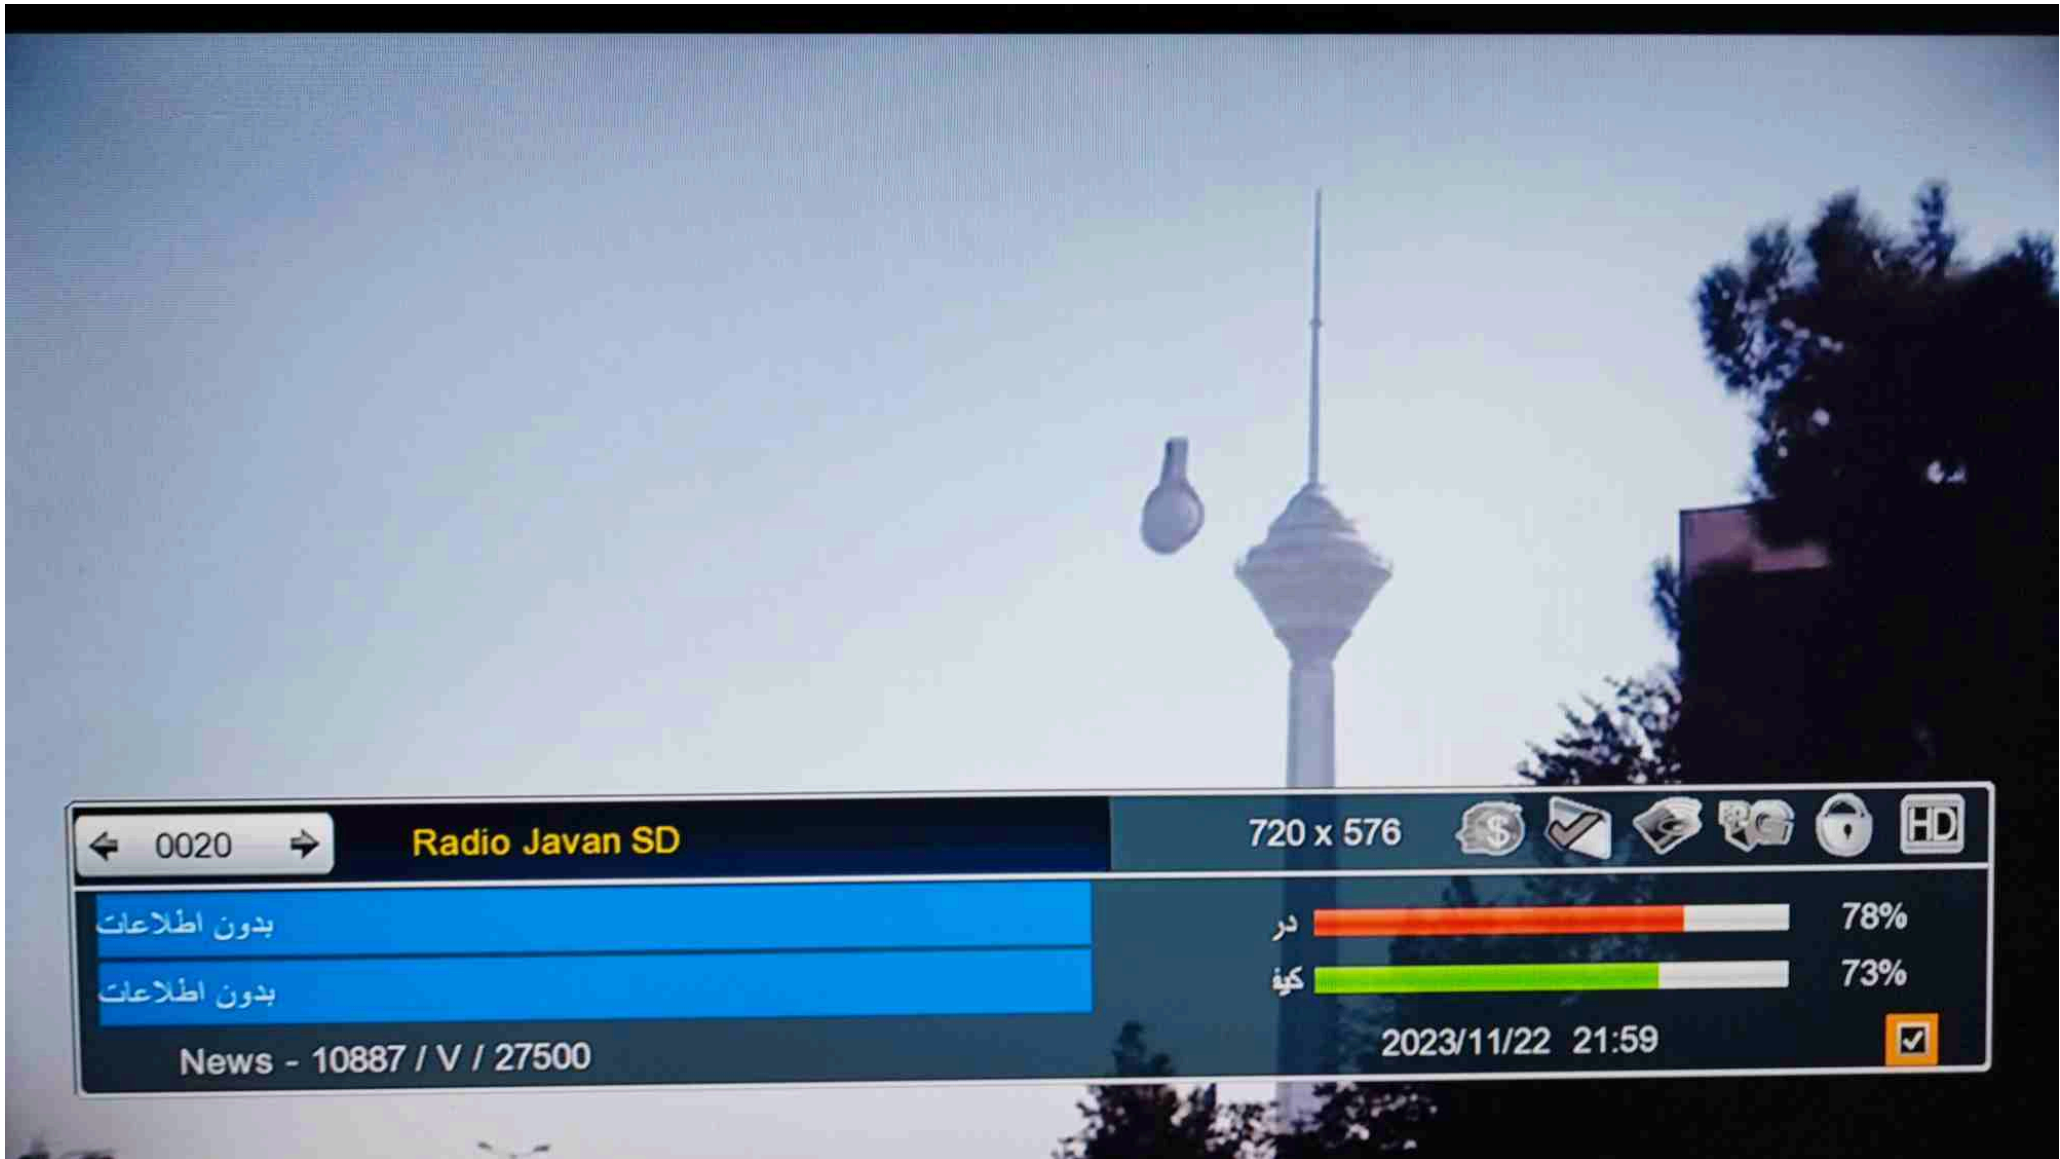 0020 Radio Javan SD 720 x 576 $ HD
بدون اطلاعات در 78%
بدون اطلاعات کیف 73%
News - 10887 / V / 27500 2023/11/22 21:59